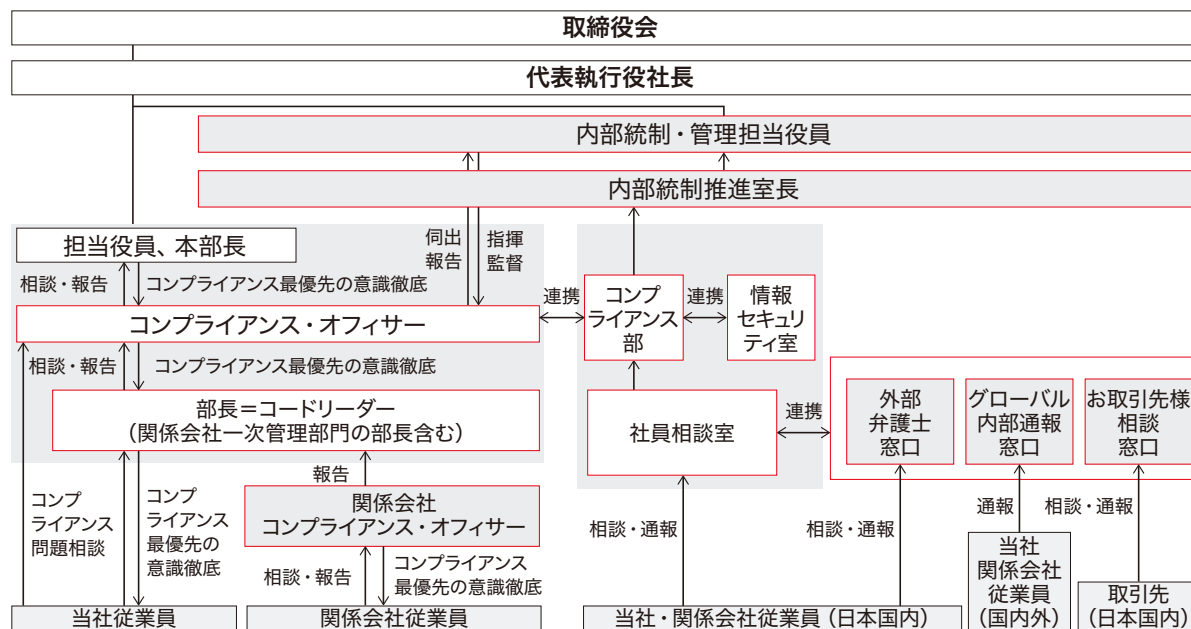 取締役会
代表執行役社長
内部統制・管理担当役員
内部統制推進室長
担当役員、本部長
伺出
報告
指揮
監督
相談・報告
コンプライアンス最優先の意識徹底
コンプライアンス・オフィサー
連携
コンプ
ライアンス
部
連携
情報
セキュリ
ティ室
相談・報告
コンプライアンス最優先の意識徹底
部長＝コードリーダー
（関係会社一次管理部門の部長含む）
社員相談室
連携
外部
弁護士
窓口
グローバル
内部通報
窓口
お取引先様
相談
窓口
報告
関係会社
コンプライアンス・オフィサー
コンプ
ライアンス
問題相談
コンプ
ライアンス
最優先の
意識徹底
相談・報告
コンプライアンス
最優先の意識徹底
相談・通報
相談・通報
通報
相談・通報
当社従業員
関係会社従業員
当社・関係会社従業員（日本国内）
当社
関係会社
従業員
（国内外）
取引先
（日本国内）